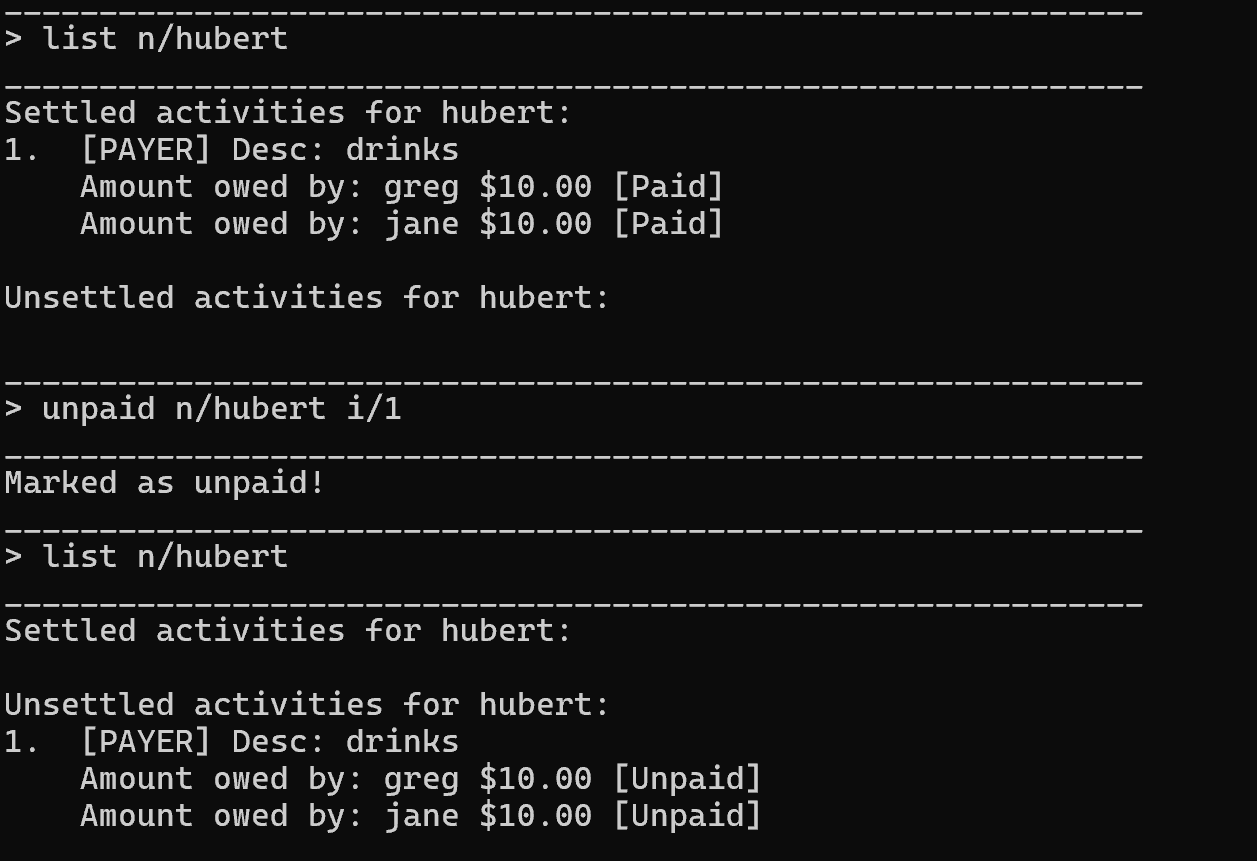 ____________________________________________________________
> list n/hubert
____________________________________________________________
Settled activities for hubert:
1.  [PAYER] Desc: drinks
    Amount owed by: greg $10.00 [Paid]
    Amount owed by: jane $10.00 [Paid]

Unsettled activities for hubert:

____________________________________________________________
> unpaid n/hubert i/1
____________________________________________________________
Marked as unpaid!
____________________________________________________________
> list n/hubert
____________________________________________________________
Settled activities for hubert:

Unsettled activities for hubert:
1.  [PAYER] Desc: drinks
    Amount owed by: greg $10.00 [Unpaid]
    Amount owed by: jane $10.00 [Unpaid]